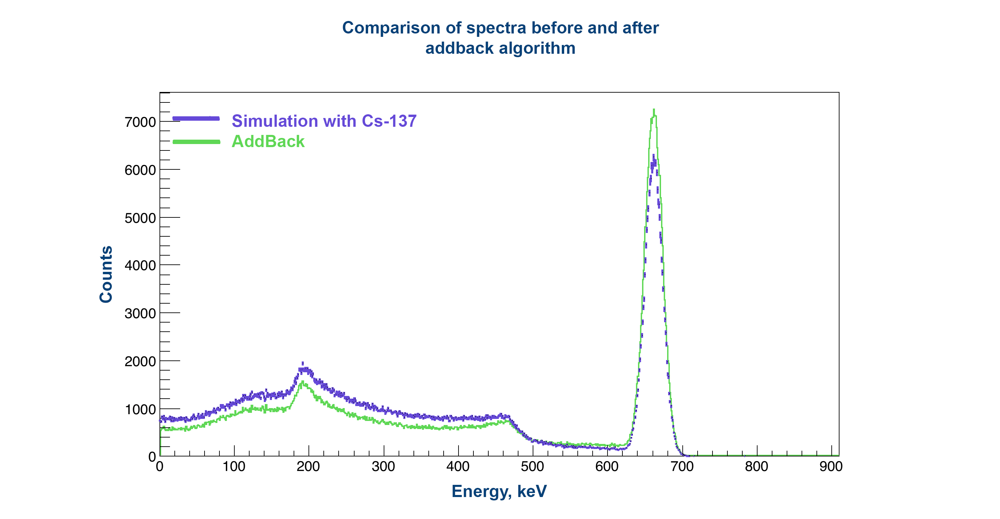 Comparison of spectra before and after
addback algorithm
Simulation with Cs-137
AddBack
7000
6000
5000
4000
3000
2000
1000
0
Counts
0 100 200 300 400 500 600 700 800 900
Energy, keV